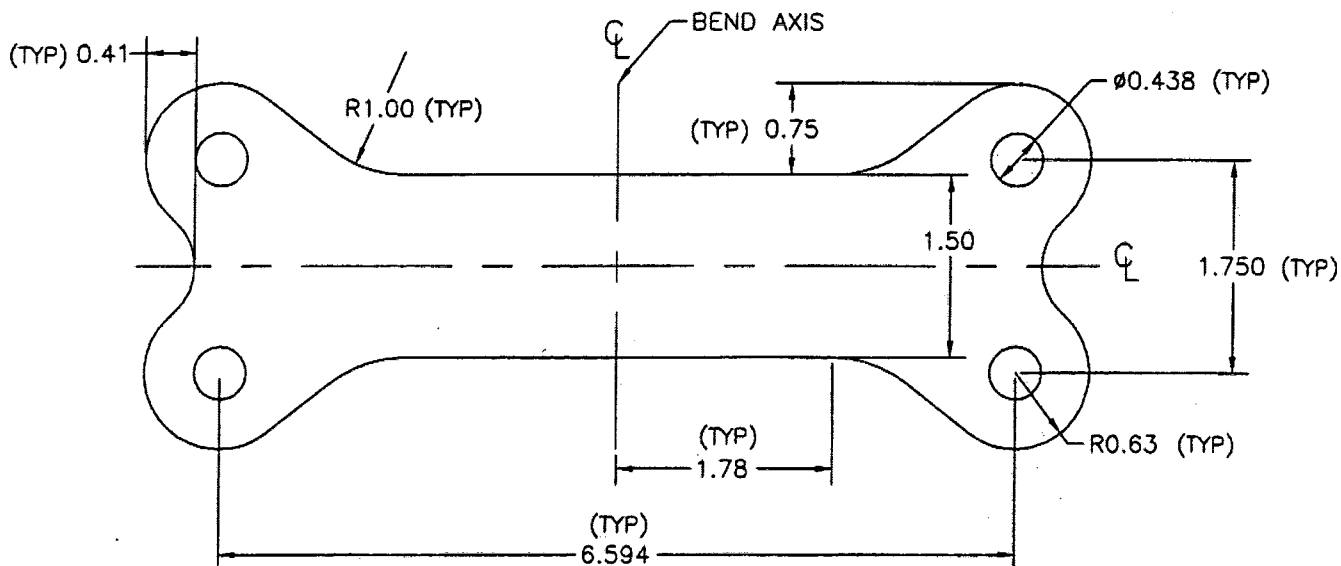 ℄
BEND AXIS
(TYP) 0.41
R1.00 (TYP)
(TYP) 0.75
ø0.438 (TYP)
1.50
℄
1.750 (TYP)
(TYP)
1.78
R0.63 (TYP)
(TYP)
6.594